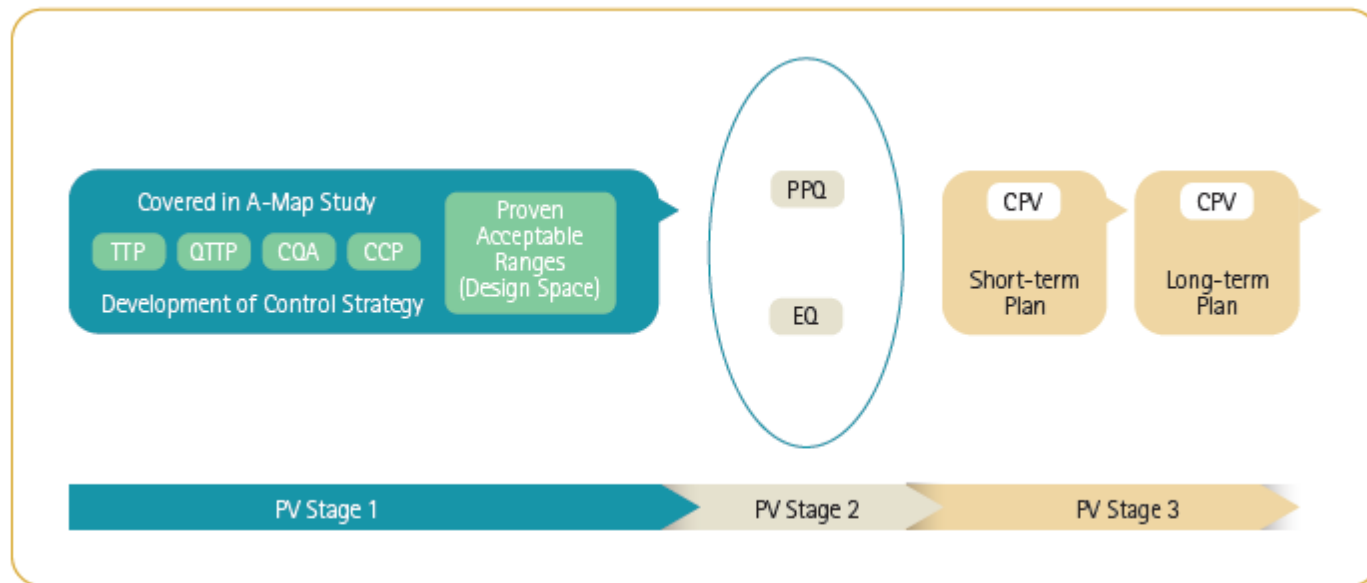 Covered in A-Map Study
TTP QTTP CQA CCP
Development of Control Strategy
Proven
Acceptable
Ranges
(Design Space)
PPQ
EQ
CPV
Short-term
Plan
CPV
Long-term
Plan
PV Stage 1
PV Stage 2
PV Stage 3